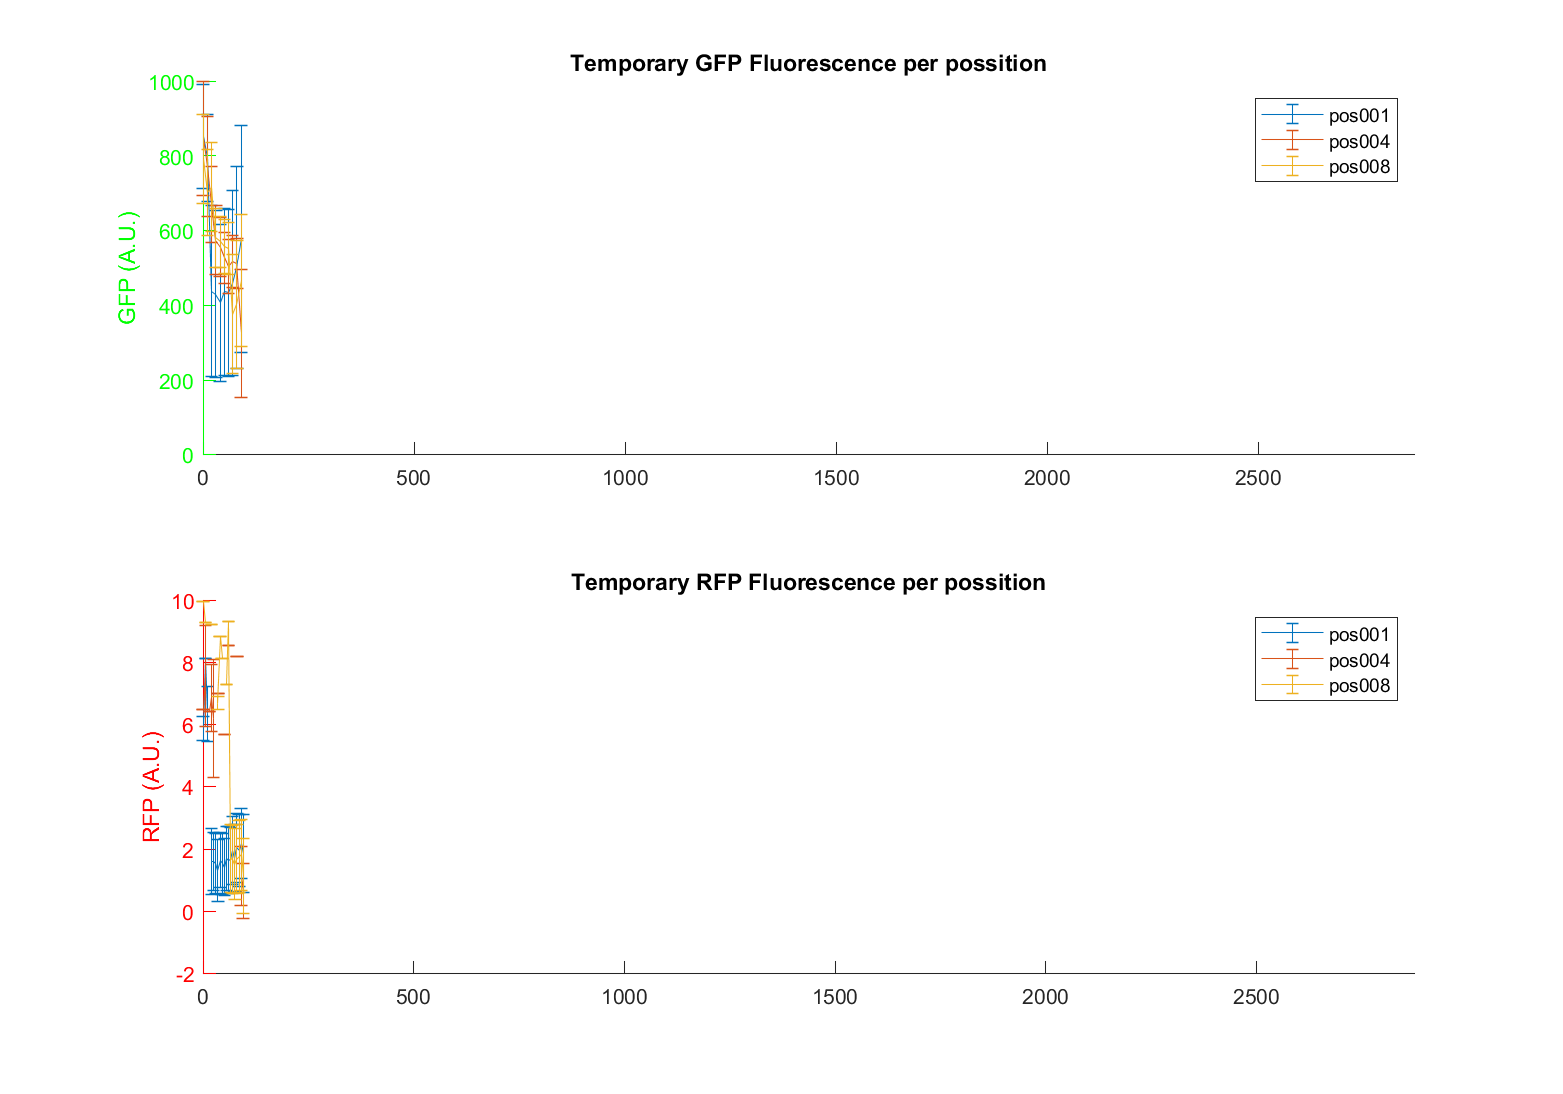 Temporary GFP Fluorescence per possition
1000
800
600
400
200
0
GFP (A.U.)
pos001
pos004
pos008
0 500 1000 1500 2000 2500
Temporary RFP Fluorescence per possition
10
8
6
4
2
0
-2
RFP (A.U.)
pos001
pos004
pos008
0 500 1000 1500 2000 2500